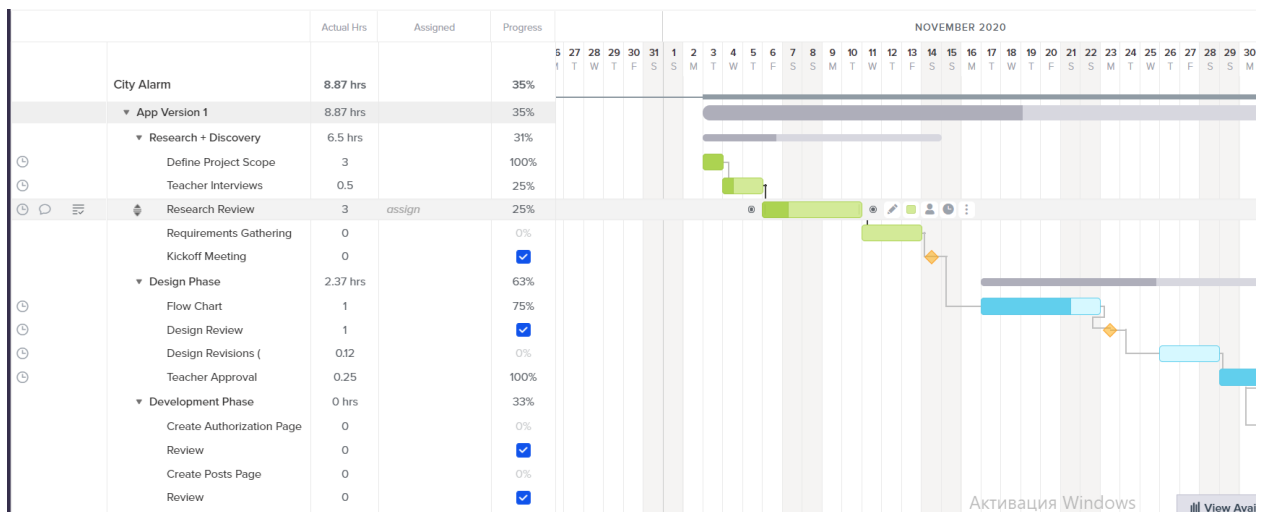 Actual Hrs Assigned Progress NOVEMBER 2020
6 27 28 29 30 31 1 2 3 4 5 6 7 8 9 10 11 12 13 14 15 16 17 18 19 20 21 22 23 24 25 26 27 28 29 30
T W T F S S M T W T F S S M T W T F S S M T W T F S S M T W T F S S M
City Alarm 8.87 hrs 35%
App Version 1 8.87 hrs 35%
Research + Discovery 6.5 hrs 31%
Define Project Scope 3 100%
Teacher Interviews 0.5 25%
Research Review 3 assign 25%
Requirements Gathering 0 0%
Kickoff Meeting 0
Design Phase 2.37 hrs 63%
Flow Chart 1 75%
Design Review 1
Design Revisions ( 0.12 0%
Teacher Approval 0.25 100%
Development Phase 0 hrs 33%
Create Authorization Page 0 0%
Review 0
Create Posts Page 0 0%
Review 0
Активация Windows
View Avai